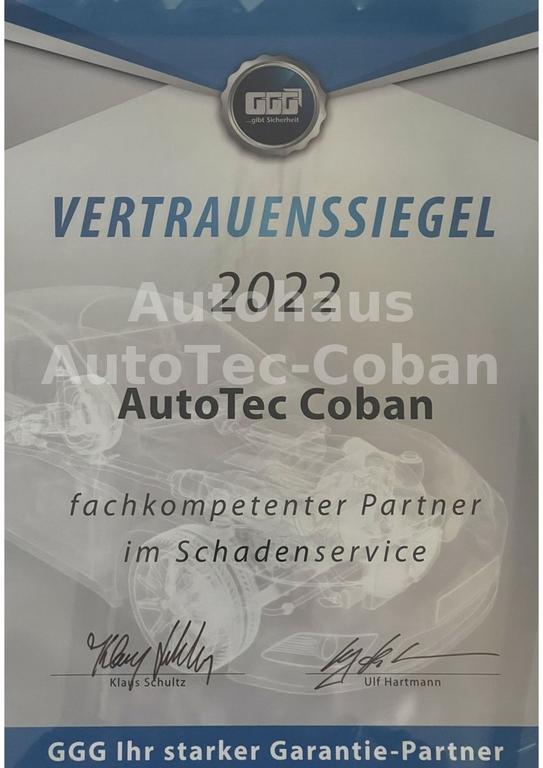 GGG
...gibt Sicherheit
VERTRAUENSSIEGEL
2022
Autohaus
AutoTec-Coban
AutoTec Coban
fachkompetenter Partner
im Schadenservice
Klaus Schultz
Ulf Hartmann
GGG Ihr starker Garantie-Partner